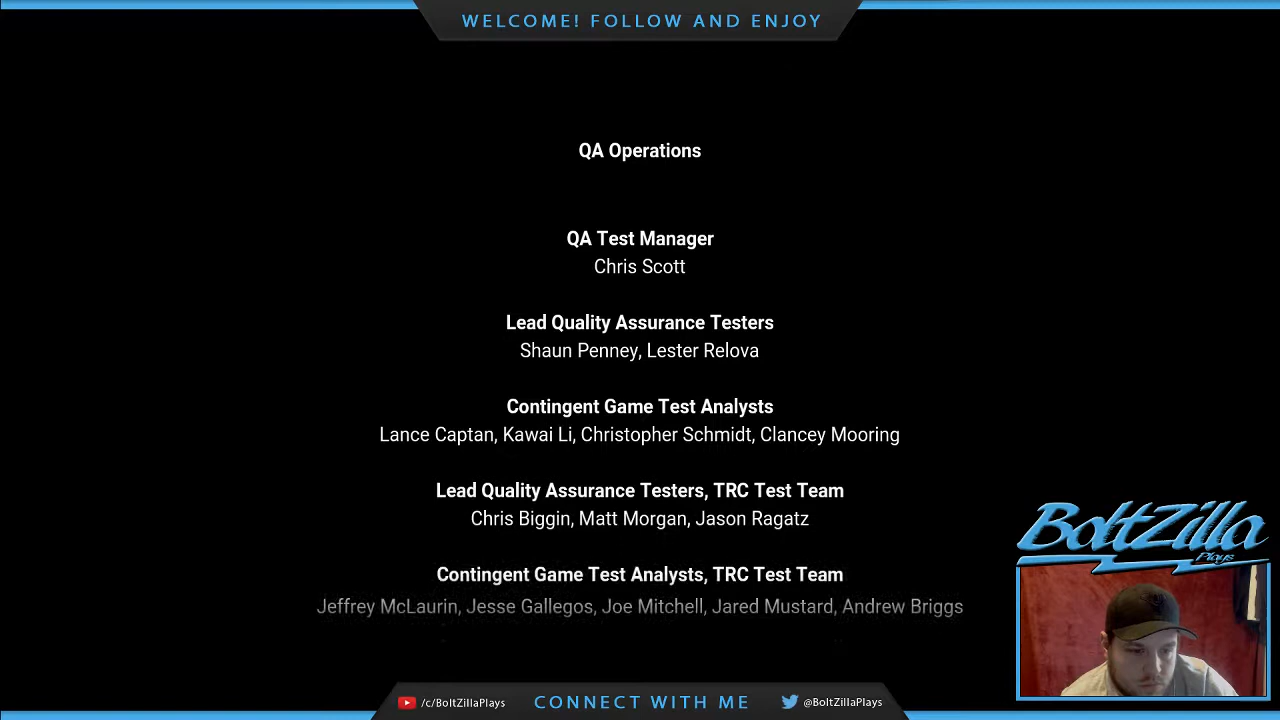 WELCOME! FOLLOW AND ENJOY
QA Operations
QA Test Manager
Chris Scott
Lead Quality Assurance Testers
Shaun Penney, Lester Relova
Contingent Game Test Analysts
Lance Captan, Kawai Li, Christopher Schmidt, Clancey Mooring
Lead Quality Assurance Testers, TRC Test Team
Chris Biggin, Matt Morgan, Jason Ragatz
Contingent Game Test Analysts, TRC Test Team
Jeffrey McLaurin, Jesse Gallegos, Joe Mitchell, Jared Mustard, Andrew Briggs
BoltZilla
Plays
/c/BoltZillaPlays
CONNECT WITH ME
@BoltZillaPlays